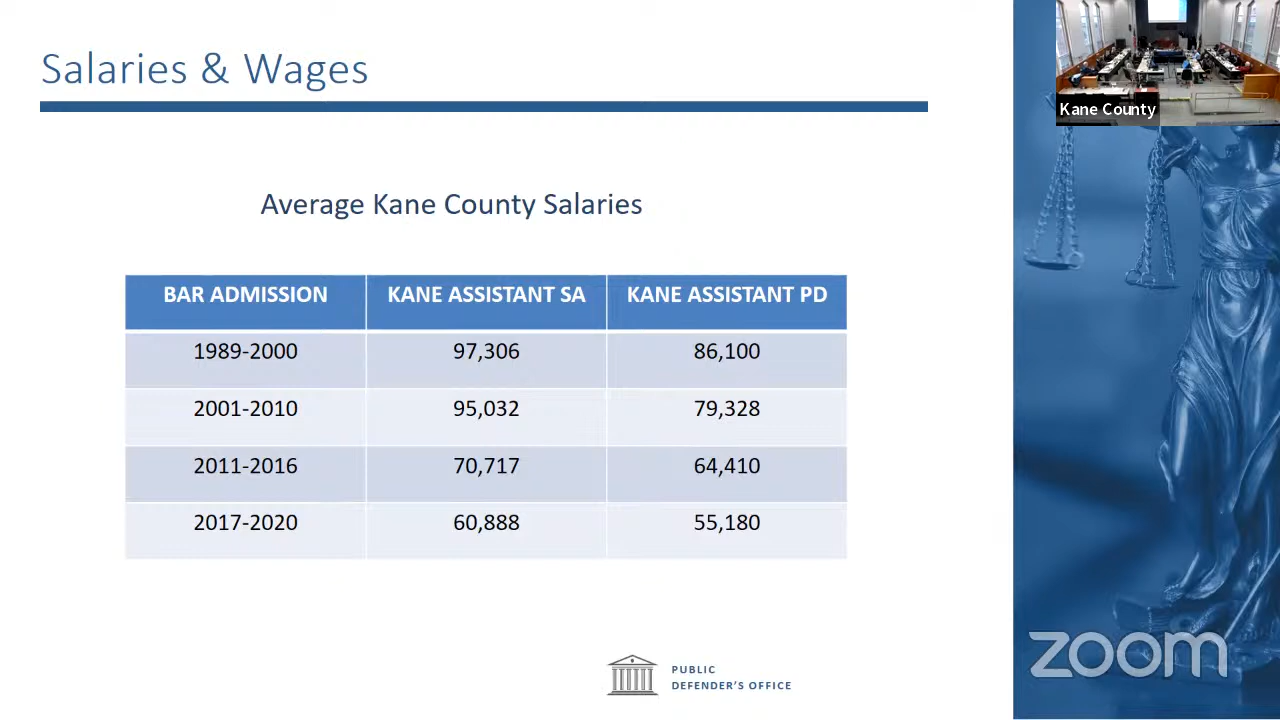 Salaries & Wages
Kane County
Average Kane County Salaries
BAR ADMISSION KANE ASSISTANT SA KANE ASSISTANT PD
1989-2000 97,306 86,100
2001-2010 95,032 79,328
2011-2016 70,717 64,410
2017-2020 60,888 55,180
PUBLIC
DEFENDER'S OFFICE
zoom